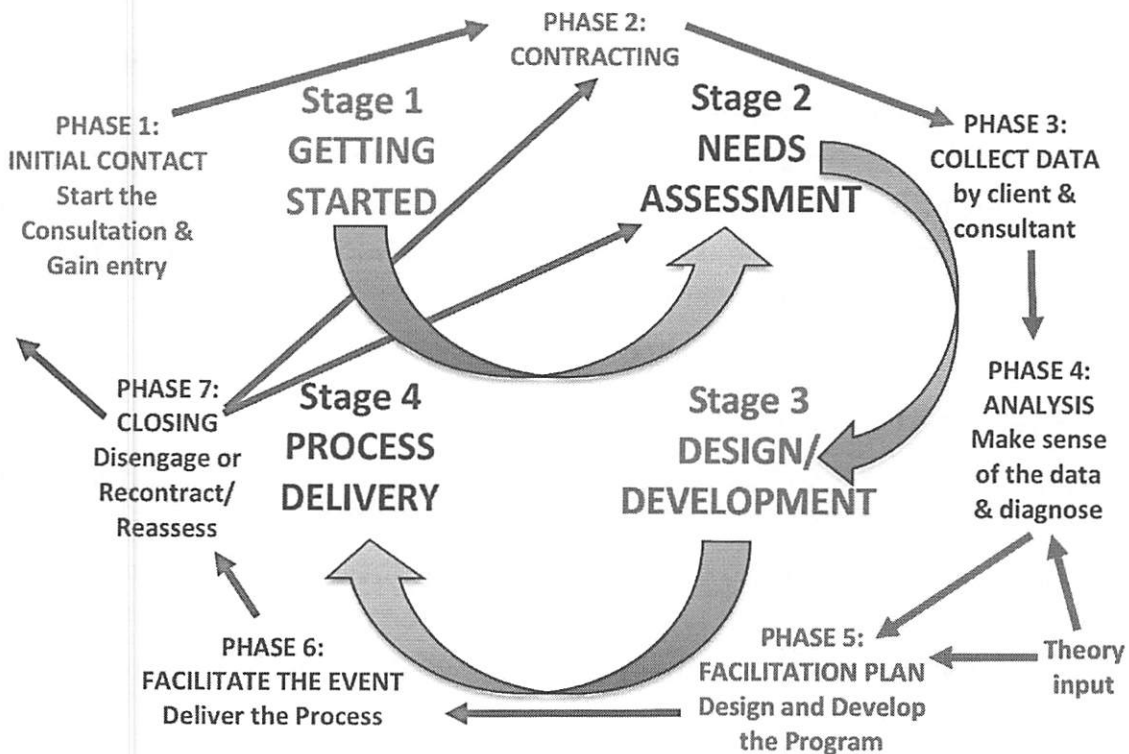 PHASE 1:
INITIAL CONTACT
Start the
Consultation &
Gain entry
PHASE 2:
CONTRACTING
Stage 1
GETTING
STARTED
Stage 2
NEEDS
ASSESSMENT
PHASE 3:
COLLECT DATA
by client &
consultant
PHASE 4:
ANALYSIS
Make sense
of the data
& diagnose
Stage 3
DESIGN/
DEVELOPMENT
Stage 4
PROCESS
DELIVERY
Theory
input
PHASE 5:
FACILITATION PLAN
Design and Develop
the Program
PHASE 6:
FACILITATE THE EVENT
Deliver the Process
PHASE 7:
CLOSING
Disengage or
Recontract/
Reassess